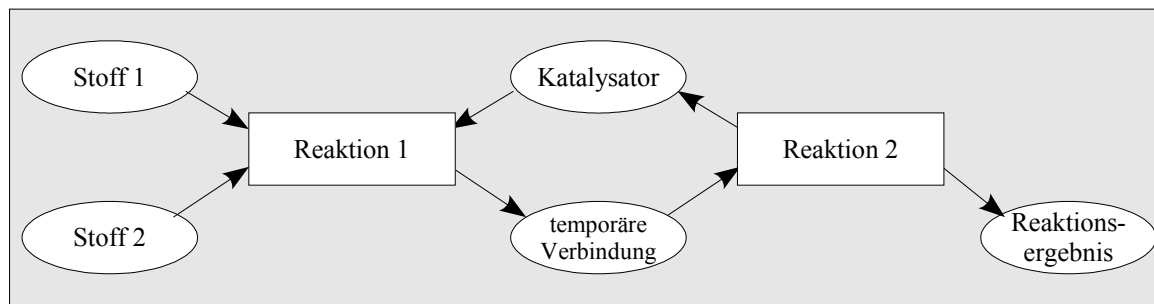 Stoff 1
Katalysator
Reaktion 1
Reaktion 2
Stoff 2
temporäre
Verbindung
Reaktions-
ergebnis